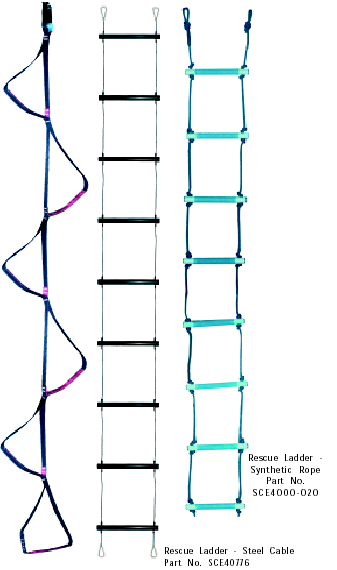 Rescue Ladder -
Synthetic Rope
Part No.
SCE4000-020
Rescue Ladder - Steel Cable
Part No. SCE40776